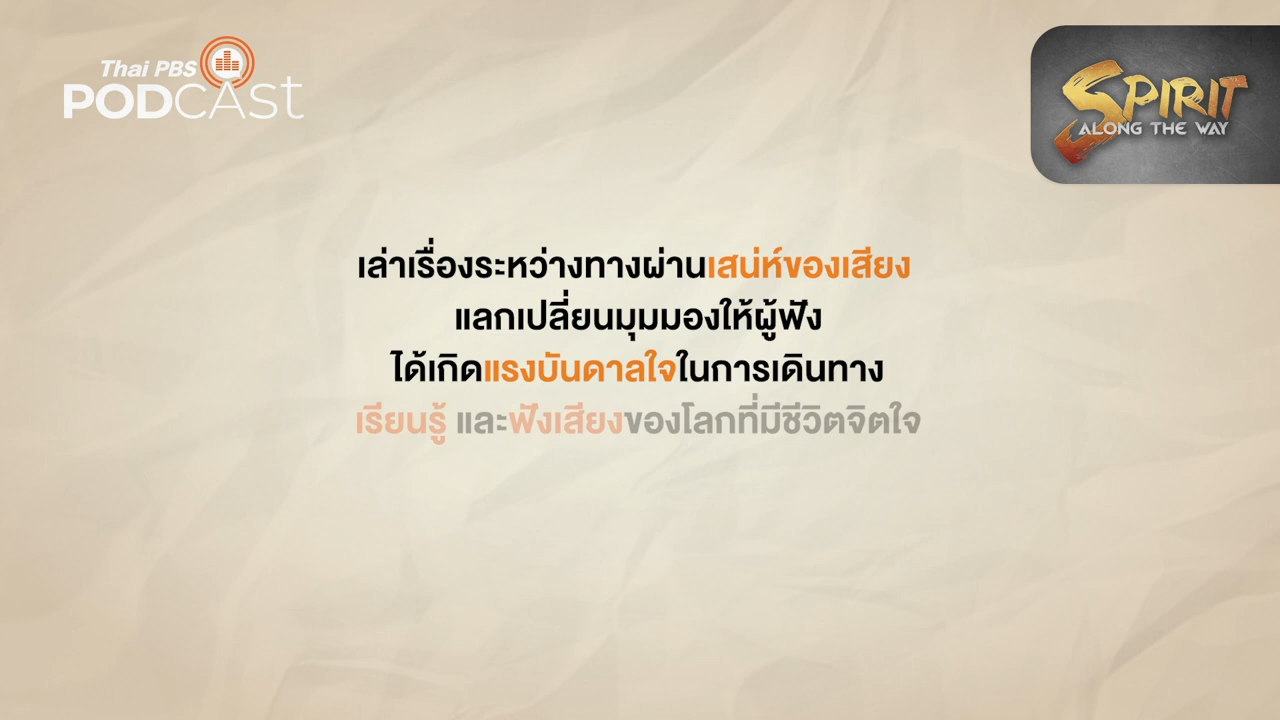 Thai PBS
PODCAST
SPIRIT
ALONG THE WAY
เล่าเรื่องระหว่างทางผ่านเสน่ห์ของเสียง
แลกเปลี่ยนมุมมองให้ผู้ฟัง
ได้เกิดแรงบันดาลใจในการเดินทาง
เรียนรู้ และฟังเสียงของโลกที่มีชีวิตจิตใจ